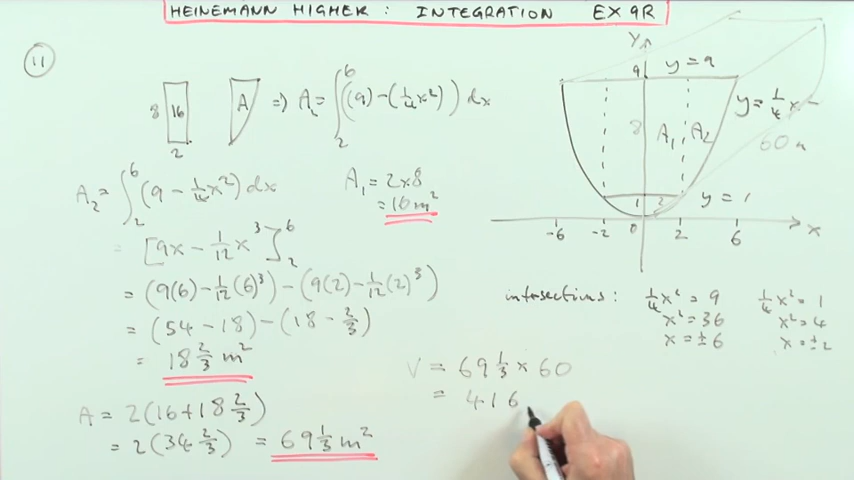 HEINEMANN HIGHER : INTEGRATION EX 9R
11
8 16 2 A ⇒ A₂ = ∫₂⁶ ((9) - (1/4x²)) dx
A₂ = ∫₂⁶ (9 - 1/4x²) dx
= [9x - 1/12x³]₂⁶
= (9(6) - 1/12(6)³) - (9(2) - 1/12(2)³)
= (54 - 18) - (18 - 2/3)
= 18 2/3 m²
A = 2(16 + 18 2/3)
= 2(34 2/3) = 69 1/3 m²
A₁ = 2×8
= 16 m²
V = 69 1/3 × 60
= 416
Y
9 y = 9
y = 1/4x
60 m
8 A₁ A₂
1 2 y = 1
-6 -2 0 2 6 x
intersections : 1/4x² = 9 1/4x² = 1
x² = 36 x² = 4
x = ±6 x = ±2